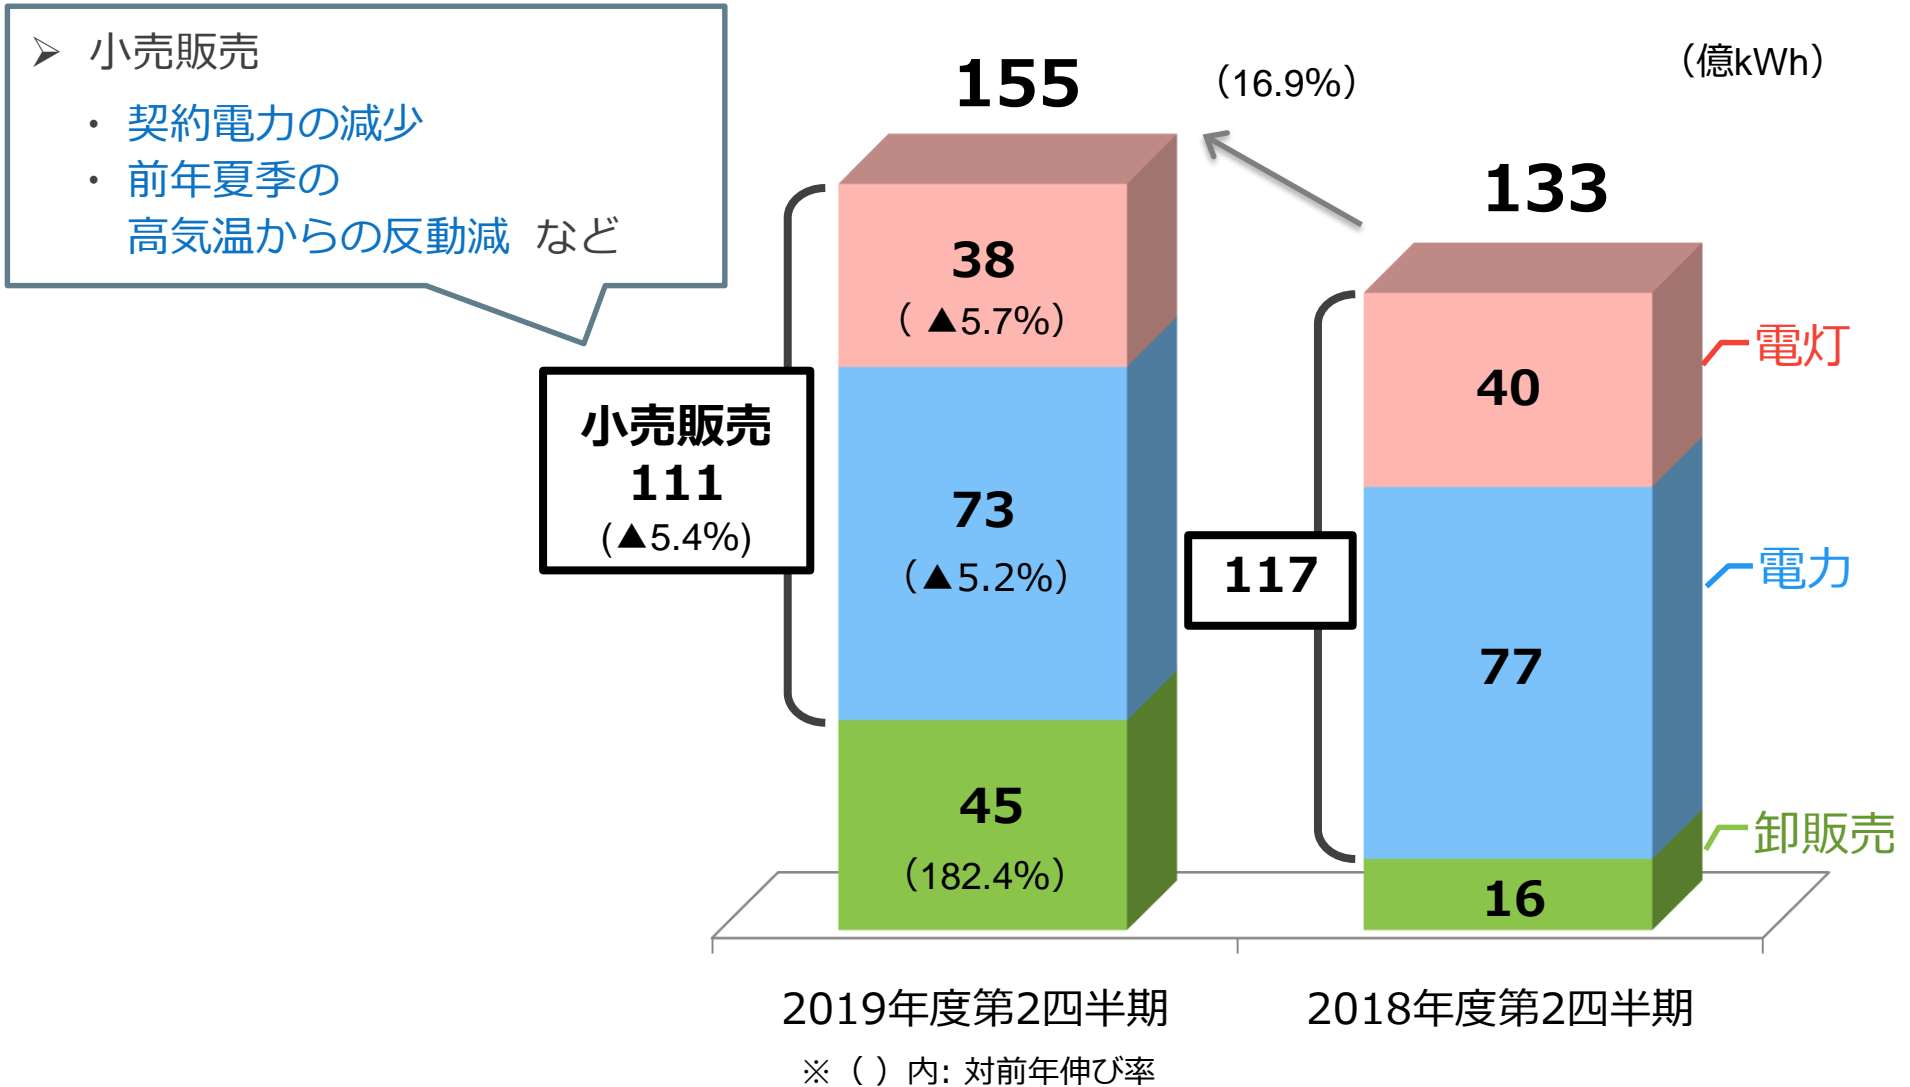 ➢ 小売販売
・ 契約電力の減少
・ 前年夏季の
高気温からの反動減 など
（億kWh）
155
（16.9%）
133
38
（ ▲5.7%）
40
電灯
小売販売
111
(▲5.4%)
73
（▲5.2%）
117
77
電力
45
（182.4%）
16
卸販売
2019年度第2四半期
2018年度第2四半期
※（ ）内: 対前年伸び率